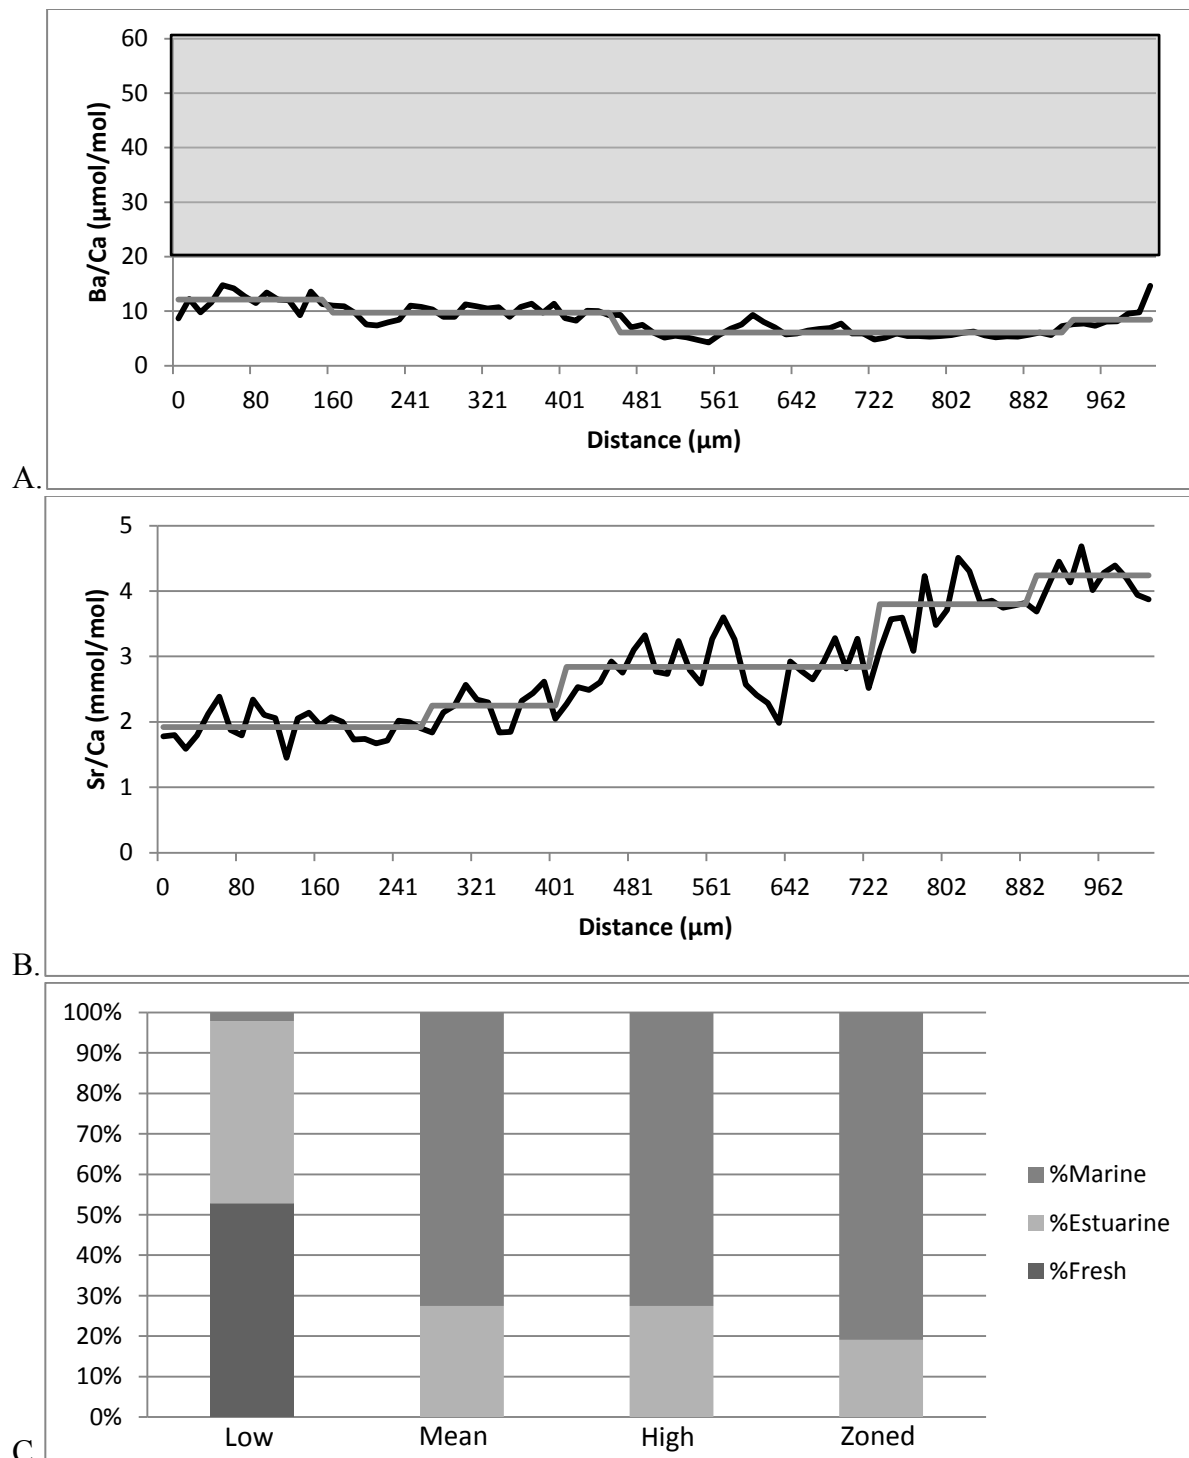 60
50
40
30
20
10
0
Ba/Ca (μmol/mol)
0 80 160 241 321 401 481 561 642 722 802 882 962
Distance (μm)
A.
5
4
3
2
1
0
Sr/Ca (mmol/mol)
0 80 160 241 321 401 481 561 642 722 802 882 962
Distance (μm)
B.
100%
90%
80%
70%
60%
50%
40%
30%
20%
10%
0%
Low Mean High Zoned
%Marine
%Estuarine
%Fresh
C